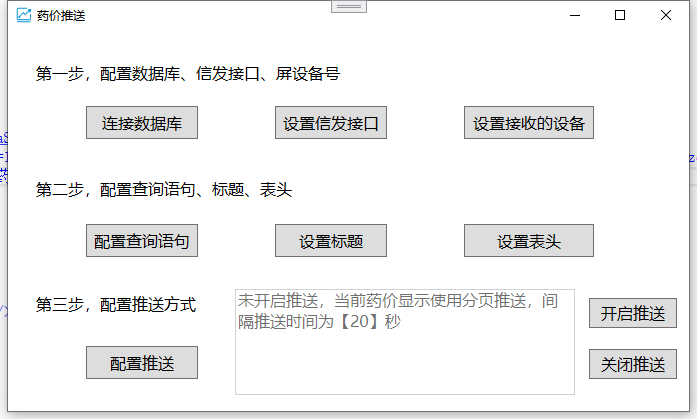 药价推送
第一步，配置数据库、信发接口、屏设备号
连接数据库
设置信发接口
设置接收的设备
第二步，配置查询语句、标题、表头
配置查询语句
设置标题
设置表头
第三步，配置推送方式
未开启推送，当前药价显示使用分页推送，间
隔推送时间为【20】秒
开启推送
配置推送
关闭推送